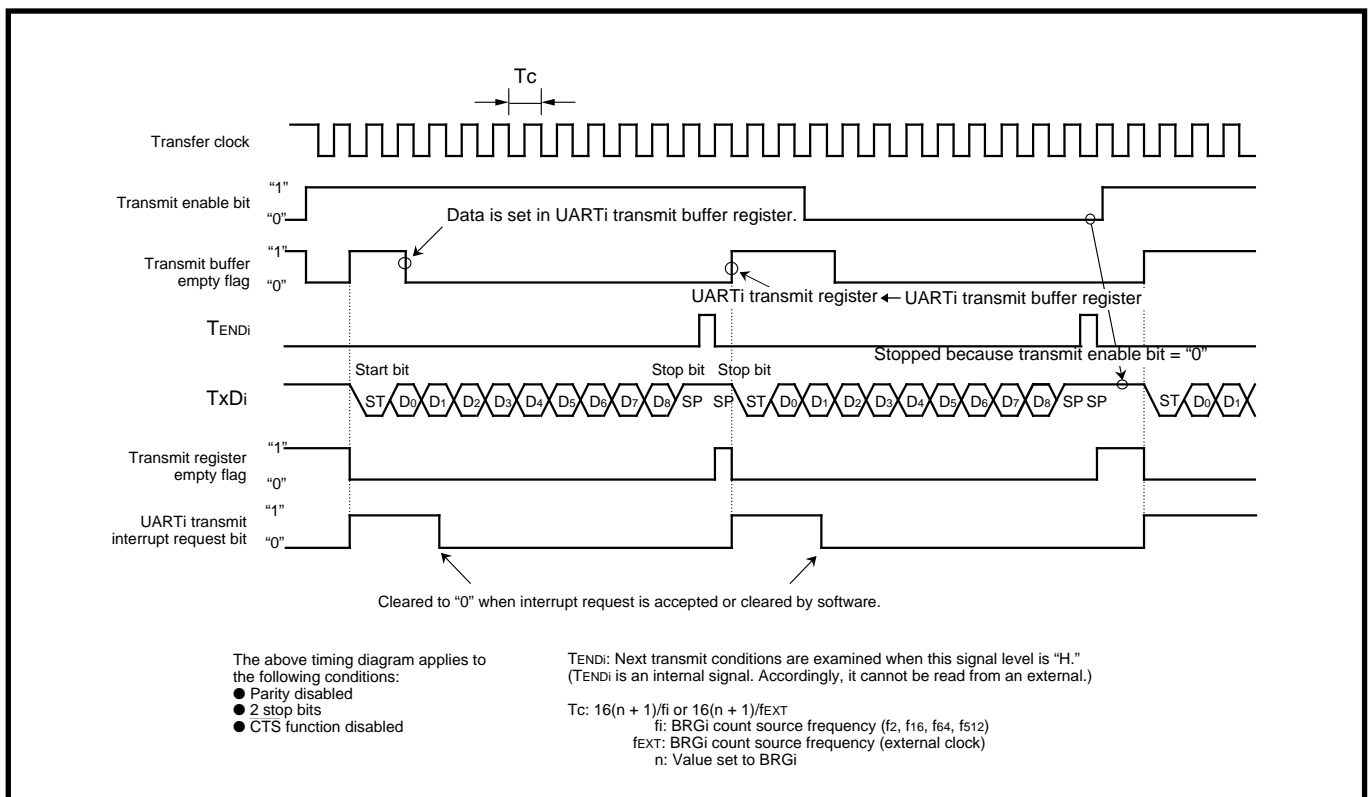 Tc
Transfer clock
Transmit enable bit
“1”
“0”
Data is set in UARTi transmit buffer register.
Transmit buffer
empty flag
“1”
“0”
UARTi transmit register ← UARTi transmit buffer register
TENDi
Stopped because transmit enable bit = “0”
Start bit
Stop bit
Stop bit
TxDi
ST D0 D1 D2 D3 D4 D5 D6 D7 D8 SP SP ST D0 D1 D2 D3 D4 D5 D6 D7 D8 SP SP ST D0 D1
Transmit register
empty flag
“1”
“0”
UARTi transmit
interrupt request bit
“1”
“0”
Cleared to “0” when interrupt request is accepted or cleared by software.
The above timing diagram applies to
the following conditions:
● Parity disabled
● 2 stop bits
● CTS function disabled
TENDi: Next transmit conditions are examined when this signal level is “H.”
(TENDi is an internal signal. Accordingly, it cannot be read from an external.)
Tc: 16(n + 1)/fi or 16(n + 1)/fEXT
fi: BRGi count source frequency (f2, f16, f64, f512)
fEXT: BRGi count source frequency (external clock)
n: Value set to BRGi